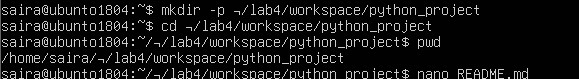 saira@ubunto1804:~$ mkdir -p ¬/lab4/workspace/python_project
saira@ubunto1804:~$ cd ¬/lab4/workspace/python_project
saira@ubunto1804:~/¬/lab4/workspace/python_project$ pwd
/home/saira/¬/lab4/workspace/python_project
saira@ubunto1804:~/¬/lab4/workspace/python_project$ nano README.md